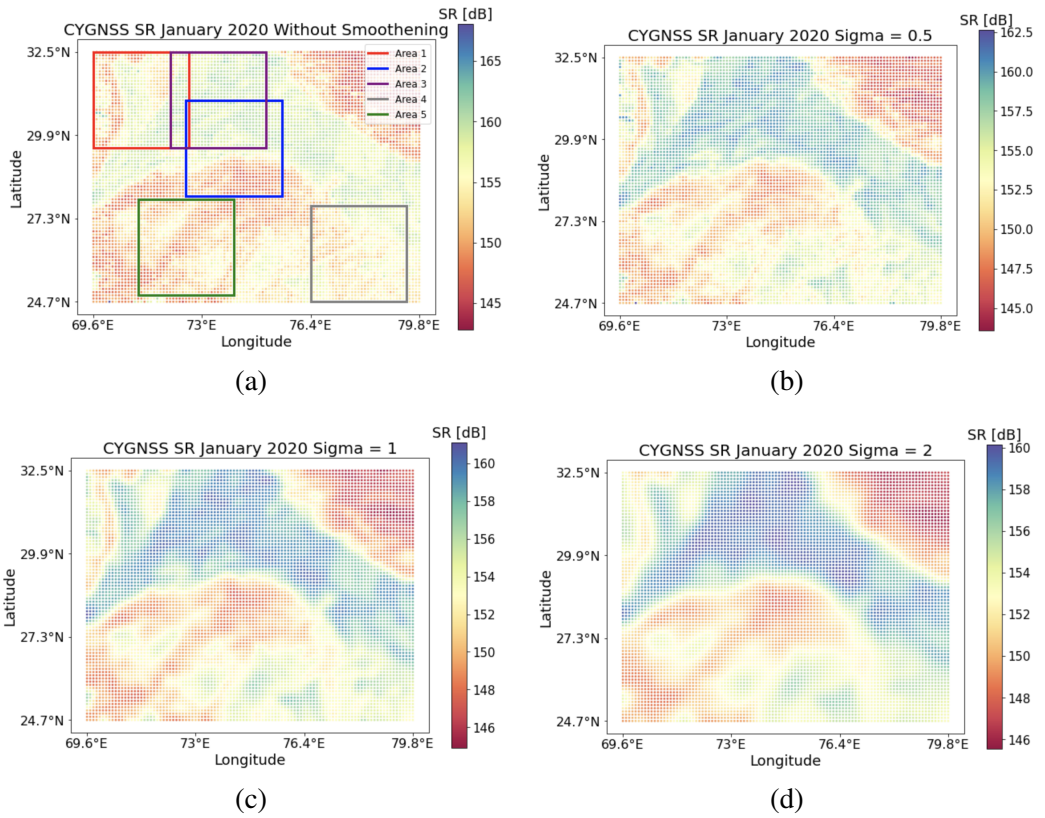 CYGNSS SR January 2020 Without Smoothening
SR [dB]
Area 1
Area 2
Area 3
Area 4
Area 5
32.5°N
29.9°N
27.3°N
24.7°N
Latitude
69.6°E 73°E 76.4°E 79.8°E
Longitude
165
160
155
150
145
(a)
CYGNSS SR January 2020 Sigma = 0.5
SR [dB]
32.5°N
29.9°N
27.3°N
24.7°N
Latitude
69.6°E 73°E 76.4°E 79.8°E
Longitude
162.5
160.0
157.5
155.0
152.5
150.0
147.5
145.0
(b)
CYGNSS SR January 2020 Sigma = 1
SR [dB]
32.5°N
29.9°N
27.3°N
24.7°N
Latitude
69.6°E 73°E 76.4°E 79.8°E
Longitude
160
158
156
154
152
150
148
146
(c)
CYGNSS SR January 2020 Sigma = 2
SR [dB]
32.5°N
29.9°N
27.3°N
24.7°N
Latitude
69.6°E 73°E 76.4°E 79.8°E
Longitude
160
158
156
154
152
150
148
146
(d)